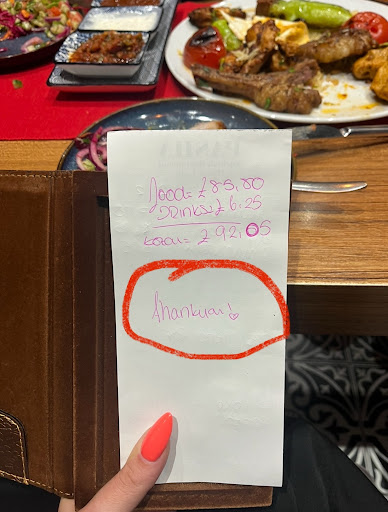 Food = £85,80
DRINKS £ 6.25
total = £ 92,05
Thankyou!